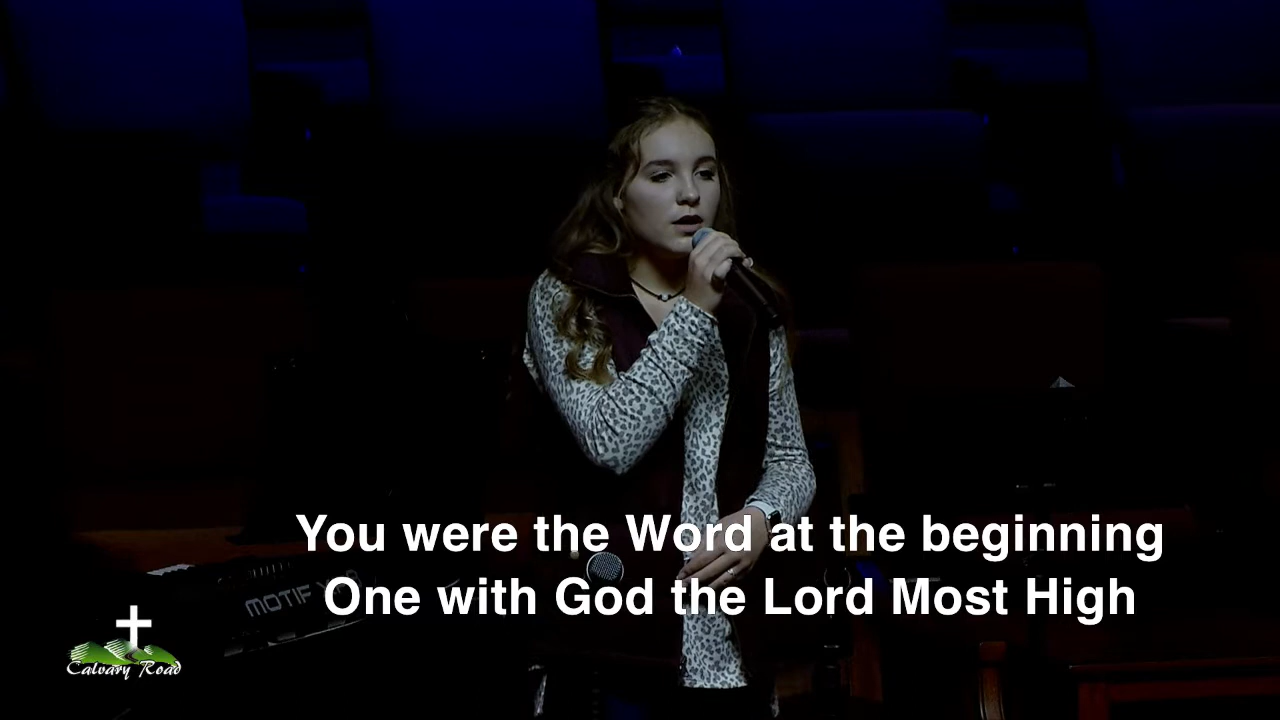 You were the Word at the beginning
One with God the Lord Most High
MOTIF
Calvary Road